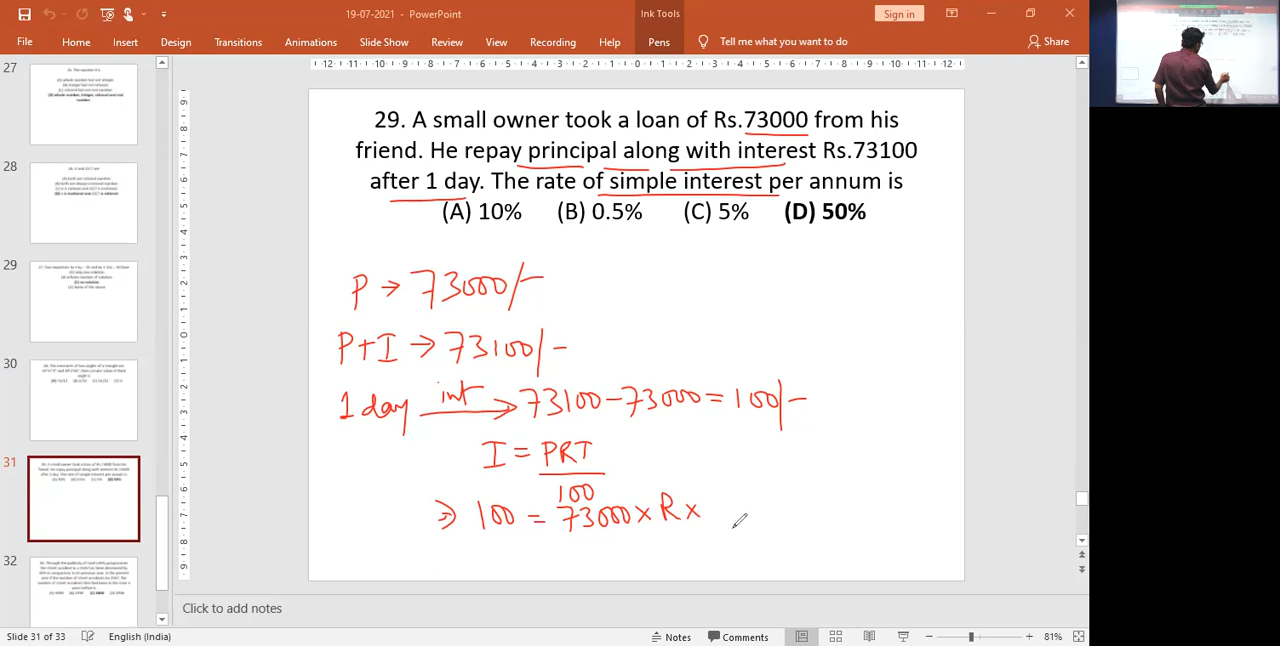 19-07-2021 - PowerPoint
Ink Tools
Sign in
File Home Insert Design Transitions Animations Slide Show Review View Recording Help Pens Tell me what you want to do Share
27
28
29
30
31
32
29. A small owner took a loan of Rs.73000 from his
friend. He repay principal along with interest Rs.73100
after 1 day. The rate of simple interest per annum is
(A) 10% (B) 0.5% (C) 5% (D) 50%
P → 73000/-
P+I → 73100/-
1 day int → 73100-73000 = 100/-
I = PRT
100
⇒ 100 = 73000 × R ×
Click to add notes
Slide 31 of 33 English (India) Notes Comments 81%